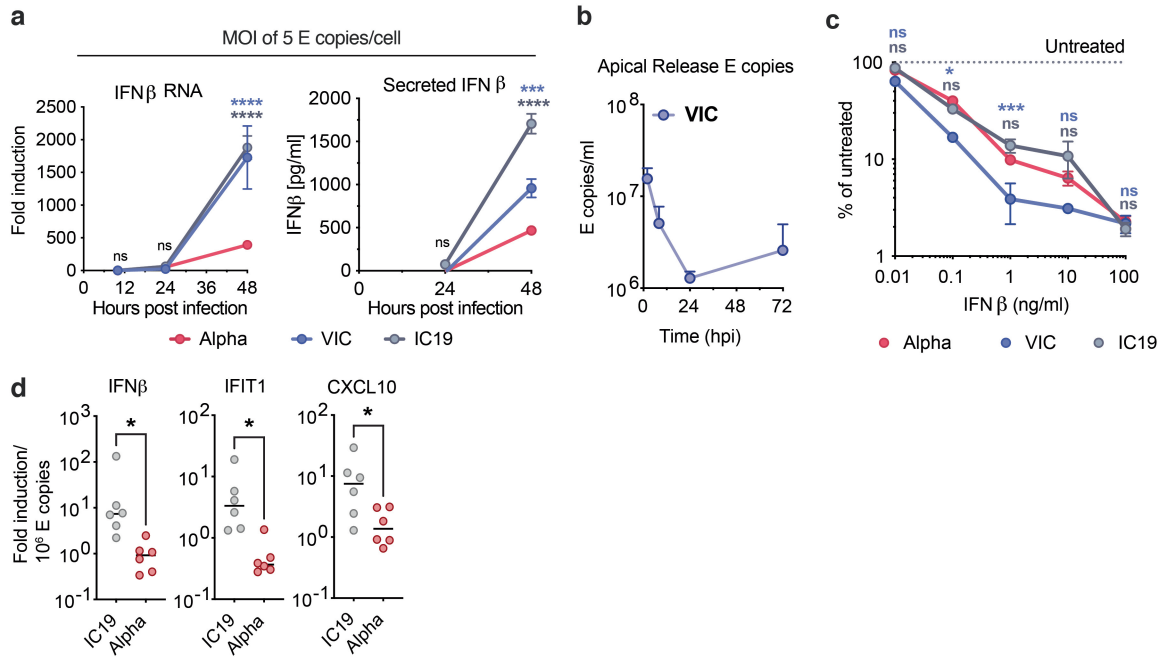 a
MOI of 5 E copies/cell
IFNβ RNA
Fold induction
2500
2000
1500
1000
500
0
ns
ns
****
****
0 12 24 36 48
Hours post infection
Secreted IFN β
IFNβ [pg/ml]
2000
1500
1000
500
0
ns
***
****
0 12 24 36 48
Hours post infection
Alpha VIC IC19
b
Apical Release E copies
VIC
E copies/ml
10⁸
10⁷
10⁶
0 24 48 72
Time (hpi)
c
Untreated
ns
ns
*
ns
***
ns
ns
ns
ns
ns
% of untreated
100
10
1
0.01 0.1 1 10 100
IFN β (ng/ml)
Alpha VIC IC19
d
Fold induction/
10⁶ E copies
IFNβ
*
10³
10²
10¹
10⁰
10⁻¹
IC19 Alpha
IFIT1
*
10²
10¹
10⁰
10⁻¹
IC19 Alpha
CXCL10
*
10²
10¹
10⁰
10⁻¹
IC19 Alpha